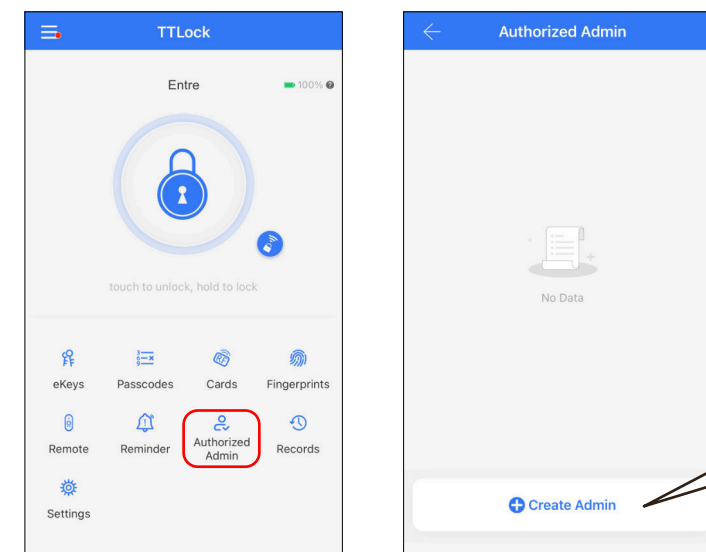 TTLock
Entre
100%
touch to unlock, hold to lock
eKeys Passcodes Cards Fingerprints
Remote Reminder Authorized Admin Records
Settings
Authorized Admin
No Data
Create Admin